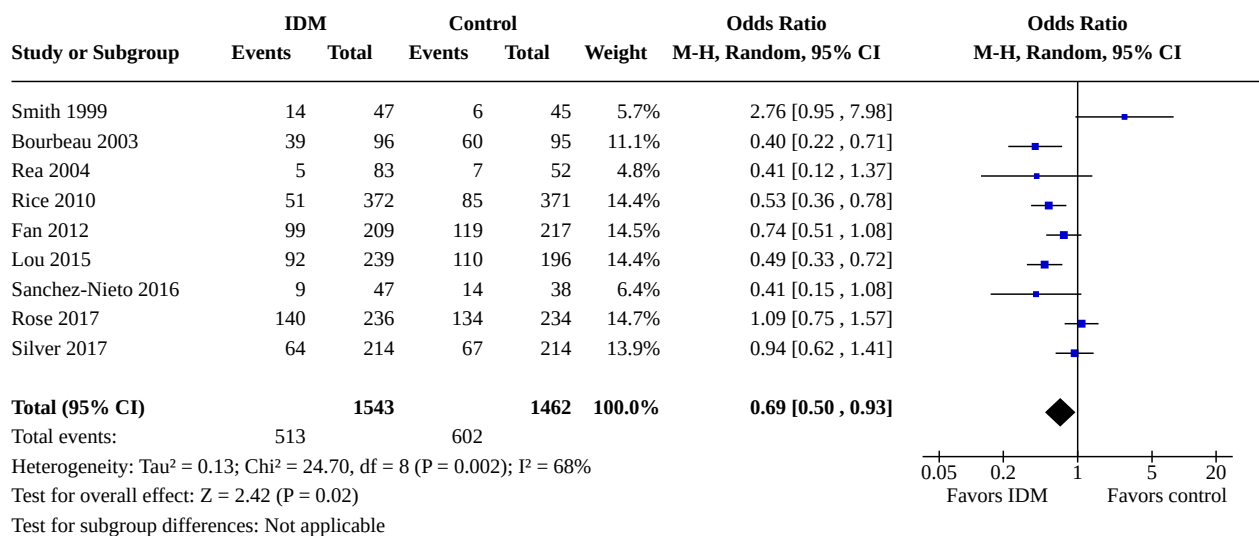 IDM Control Odds Ratio Odds Ratio
Study or Subgroup Events Total Events Total Weight M-H, Random, 95% CI M-H, Random, 95% CI
Smith 1999 14 47 6 45 5.7% 2.76 [0.95 , 7.98]
Bourbeau 2003 39 96 60 95 11.1% 0.40 [0.22 , 0.71]
Rea 2004 5 83 7 52 4.8% 0.41 [0.12 , 1.37]
Rice 2010 51 372 85 371 14.4% 0.53 [0.36 , 0.78]
Fan 2012 99 209 119 217 14.5% 0.74 [0.51 , 1.08]
Lou 2015 92 239 110 196 14.4% 0.49 [0.33 , 0.72]
Sanchez-Nieto 2016 9 47 14 38 6.4% 0.41 [0.15 , 1.08]
Rose 2017 140 236 134 234 14.7% 1.09 [0.75 , 1.57]
Silver 2017 64 214 67 214 13.9% 0.94 [0.62 , 1.41]
Total (95% CI) 1543 1462 100.0% 0.69 [0.50 , 0.93]
Total events: 513 602
Heterogeneity: Tau² = 0.13; Chi² = 24.70, df = 8 (P = 0.002); I² = 68%
0.05 0.2 1 5 20
Test for overall effect: Z = 2.42 (P = 0.02) Favors IDM Favors control
Test for subgroup differences: Not applicable